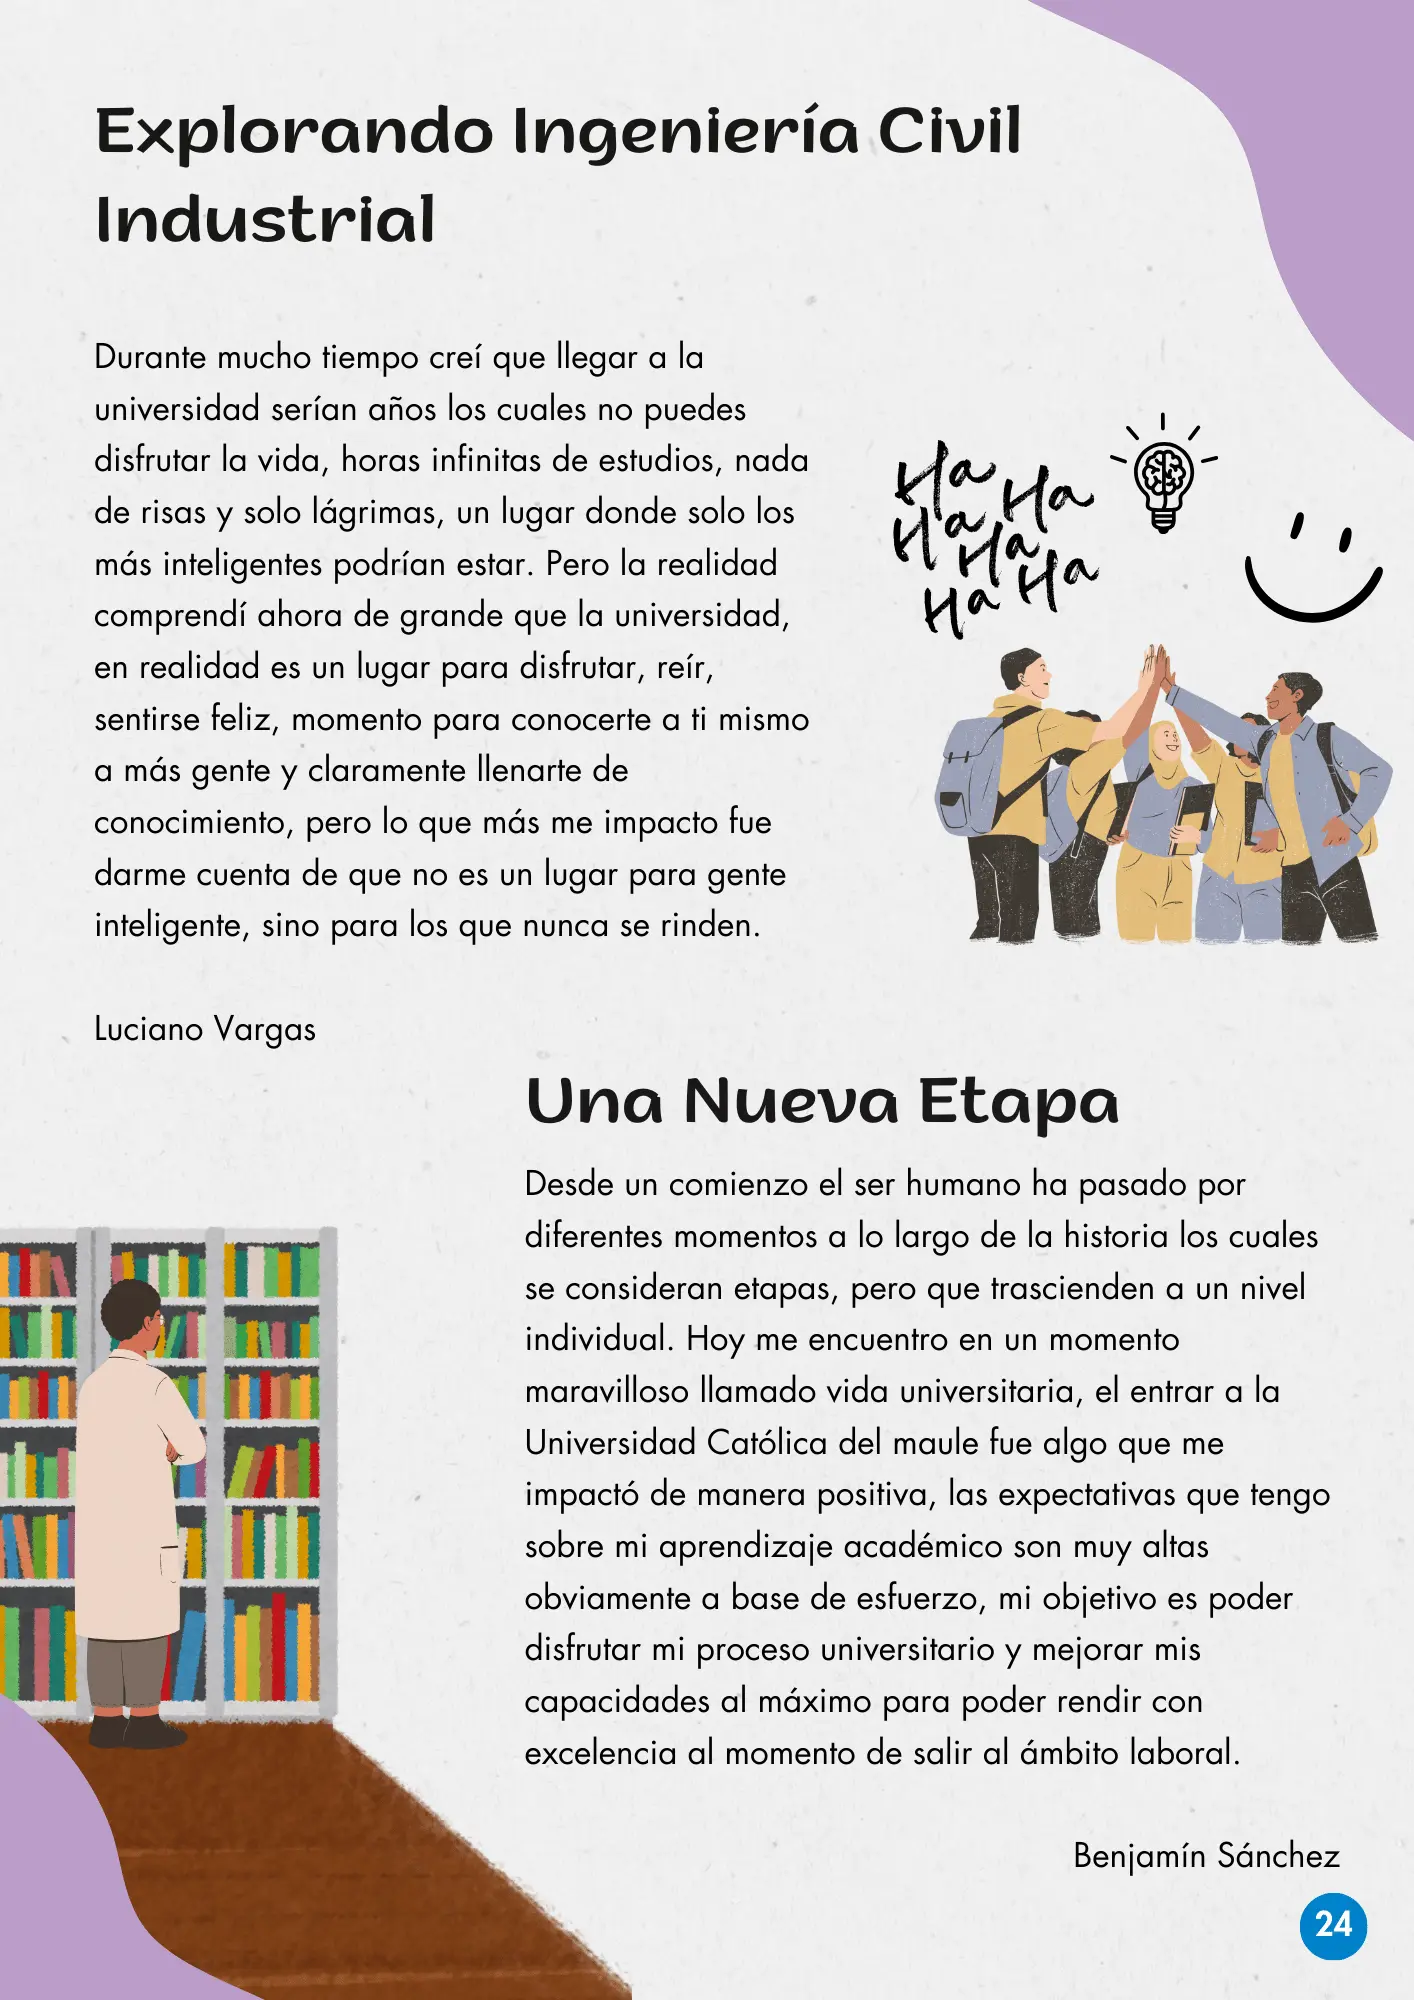 Explorando Ingeniería Civil
Industrial
Durante mucho tiempo creí que llegar a la
universidad serían años los cuales no puedes
disfrutar la vida, horas infinitas de estudios, nada
de risas y solo lágrimas, un lugar donde solo los
más inteligentes podrían estar. Pero la realidad
comprendí ahora de grande que la universidad,
en realidad es un lugar para disfrutar, reír,
sentirse feliz, momento para conocerte a ti mismo
a más gente y claramente llenarte de
conocimiento, pero lo que más me impacto fue
darme cuenta de que no es un lugar para gente
inteligente, sino para los que nunca se rinden.
Luciano Vargas
Ha Ha
Ha Ha
Ha Ha
Una Nueva Etapa
Desde un comienzo el ser humano ha pasado por
diferentes momentos a lo largo de la historia los cuales
se consideran etapas, pero que trascienden a un nivel
individual. Hoy me encuentro en un momento
maravilloso llamado vida universitaria, el entrar a la
Universidad Católica del maule fue algo que me
impactó de manera positiva, las expectativas que tengo
sobre mi aprendizaje académico son muy altas
obviamente a base de esfuerzo, mi objetivo es poder
disfrutar mi proceso universitario y mejorar mis
capacidades al máximo para poder rendir con
excelencia al momento de salir al ámbito laboral.
Benjamín Sánchez
24